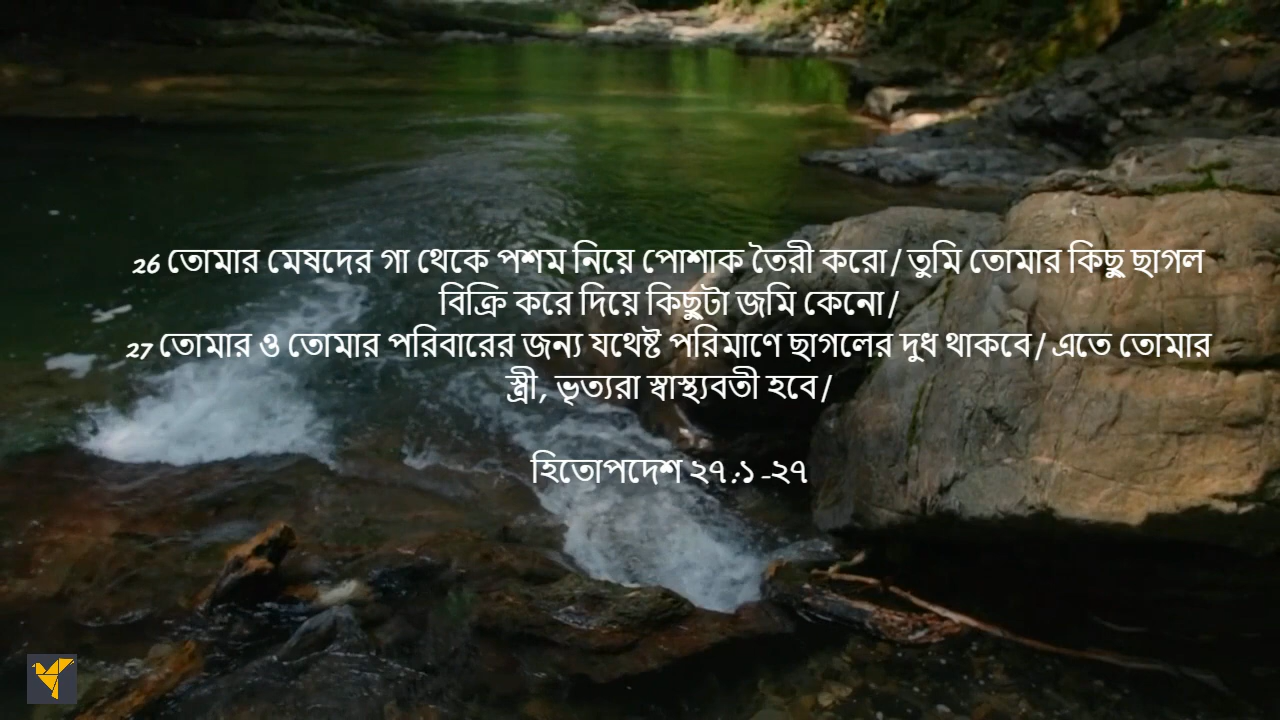 26 তোমার মেষদের গা থেকে পশম নিয়ে পোশাক তৈরী করো/ তুমি তোমার কিছু ছাগল
বিক্রি করে দিয়ে কিছুটা জমি কেনো/
27 তোমার ও তোমার পরিবারের জন্য যথেষ্ট পরিমাণে ছাগলের দুধ থাকবে/ এতে তোমার
স্ত্রী, ভৃত্যরা স্বাস্থ্যবতী হবে/
হিতোপদেশ ২৭:১-২৭